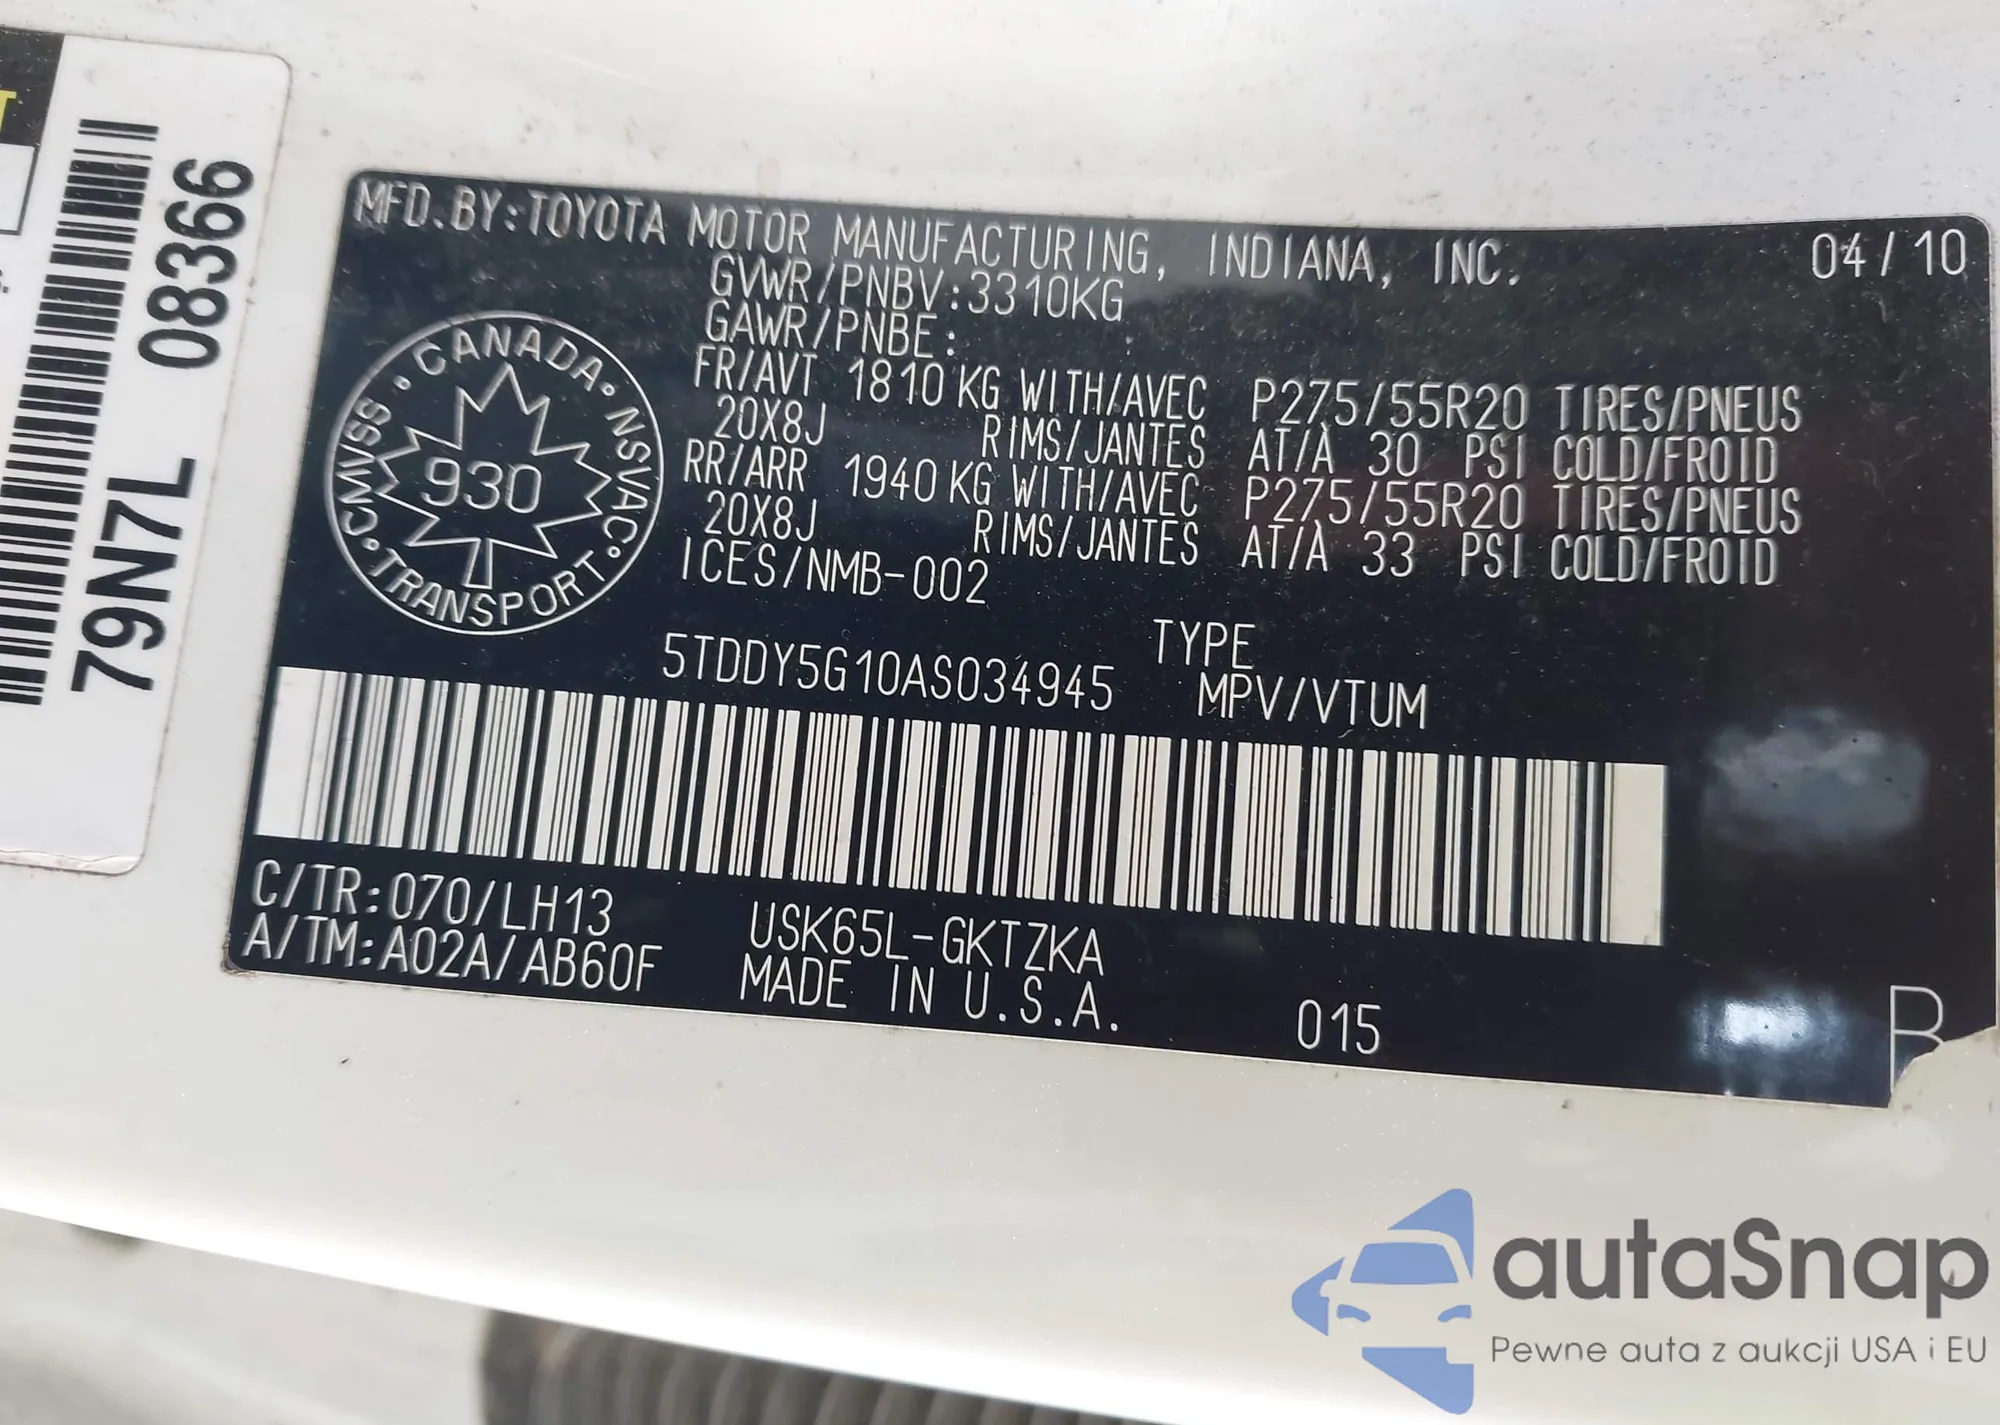 79N7L 08366
MFD.BY:TOYOTA MOTOR MANUFACTURING, INDIANA, INC. 04/10
GVWR/PNBV:3310KG
GAWR/PNBE:
FR/AVT 1810KG WITH/AVEC P275/55R20 TIRES/PNEUS
20X8J RIMS/JANTES AT/À 30 PSI COLD/FROID
RR/ARR 1940KG WITH/AVEC P275/55R20 TIRES/PNEUS
20X8J RIMS/JANTES AT/À 33 PSI COLD/FROID
ICES/NMB-002
CANADA • NSVAC • TRANSPORT • CMVSS •
930
5TDDY5G10AS034945 TYPE
MPV/VTUM
C/TR:070/LH13
A/TM:A02A/AB60F
USK65L-GKTZKA
MADE IN U.S.A.
015
B
autaSnap
Pewne auta z aukcji USA i EU